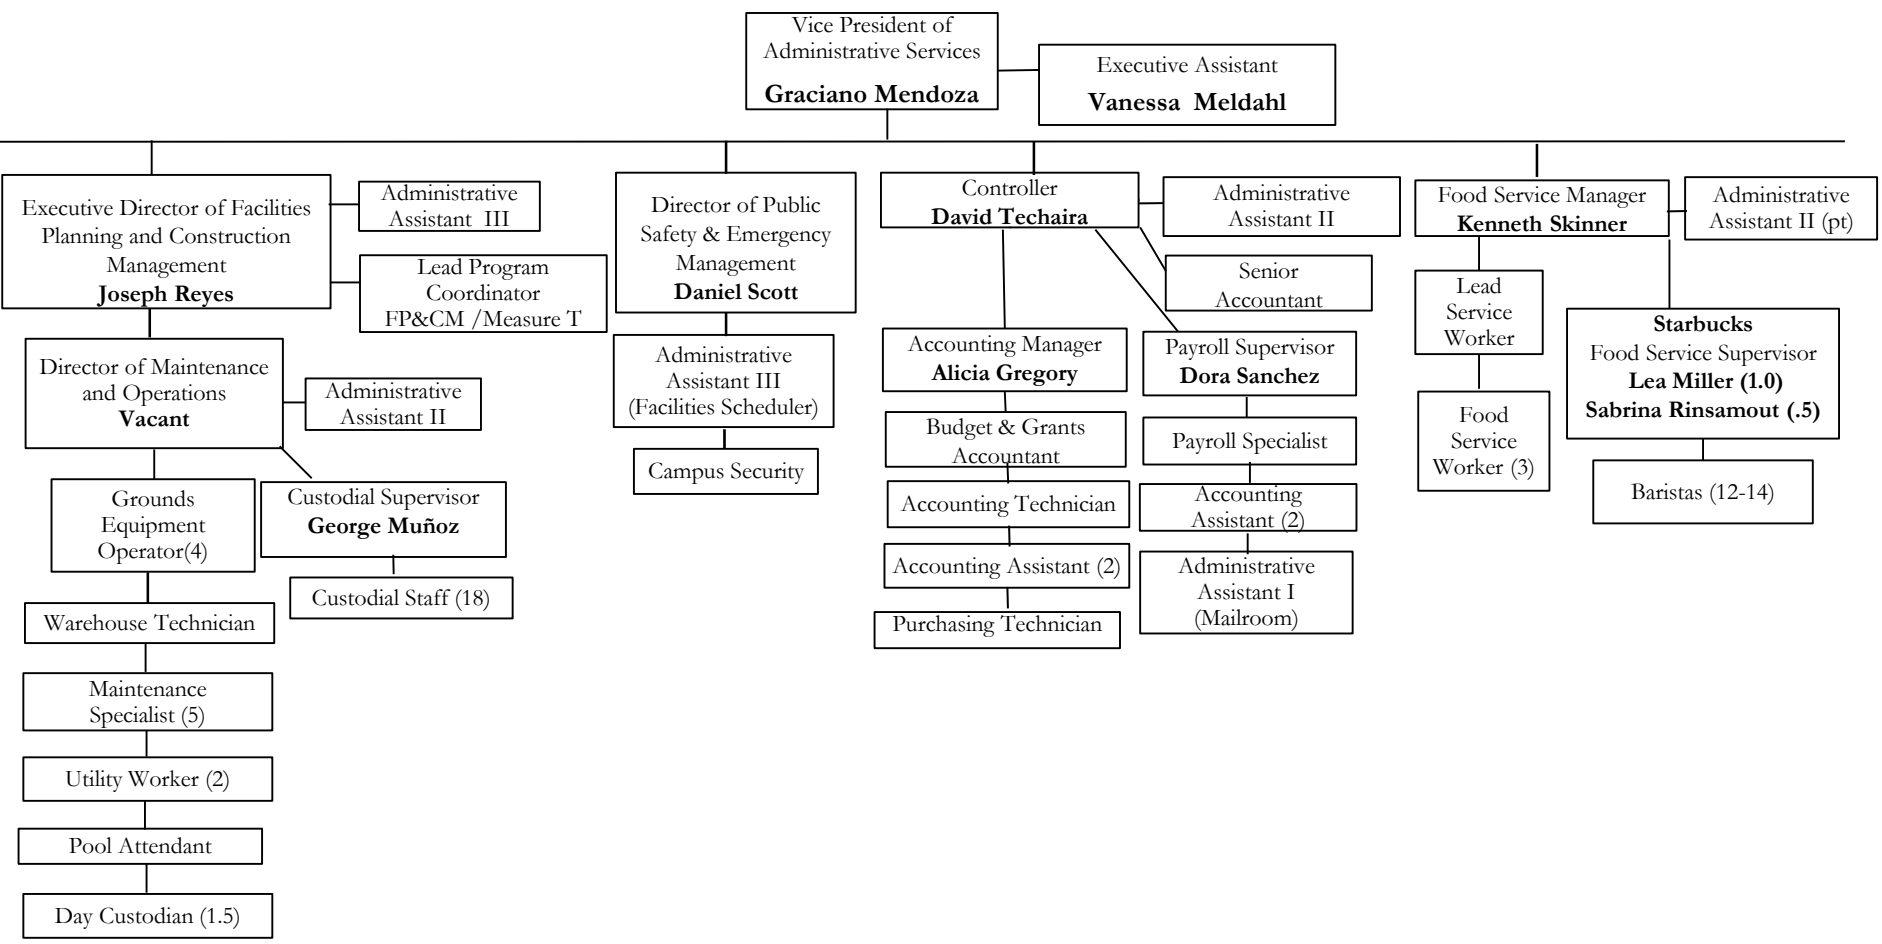 Vice President of
Administrative Services
Graciano Mendoza
Executive Assistant
Vanessa Meldahl
Executive Director of Facilities
Planning and Construction
Management
Joseph Reyes
Administrative
Assistant III
Lead Program
Coordinator
FP&CM /Measure T
Director of Maintenance
and Operations
Vacant
Administrative
Assistant II
Grounds
Equipment
Operator(4)
Custodial Supervisor
George Muñoz
Custodial Staff (18)
Warehouse Technician
Maintenance
Specialist (5)
Utility Worker (2)
Pool Attendant
Day Custodian (1.5)
Director of Public
Safety & Emergency
Management
Daniel Scott
Administrative
Assistant III
(Facilities Scheduler)
Campus Security
Controller
David Techaira
Administrative
Assistant II
Senior
Accountant
Accounting Manager
Alicia Gregory
Budget & Grants
Accountant
Accounting Technician
Accounting Assistant (2)
Purchasing Technician
Payroll Supervisor
Dora Sanchez
Payroll Specialist
Accounting
Assistant (2)
Administrative
Assistant I
(Mailroom)
Food Service Manager
Kenneth Skinner
Administrative
Assistant II (pt)
Lead
Service
Worker
Food
Service
Worker (3)
Starbucks
Food Service Supervisor
Lea Miller (1.0)
Sabrina Rinsamout (.5)
Baristas (12-14)